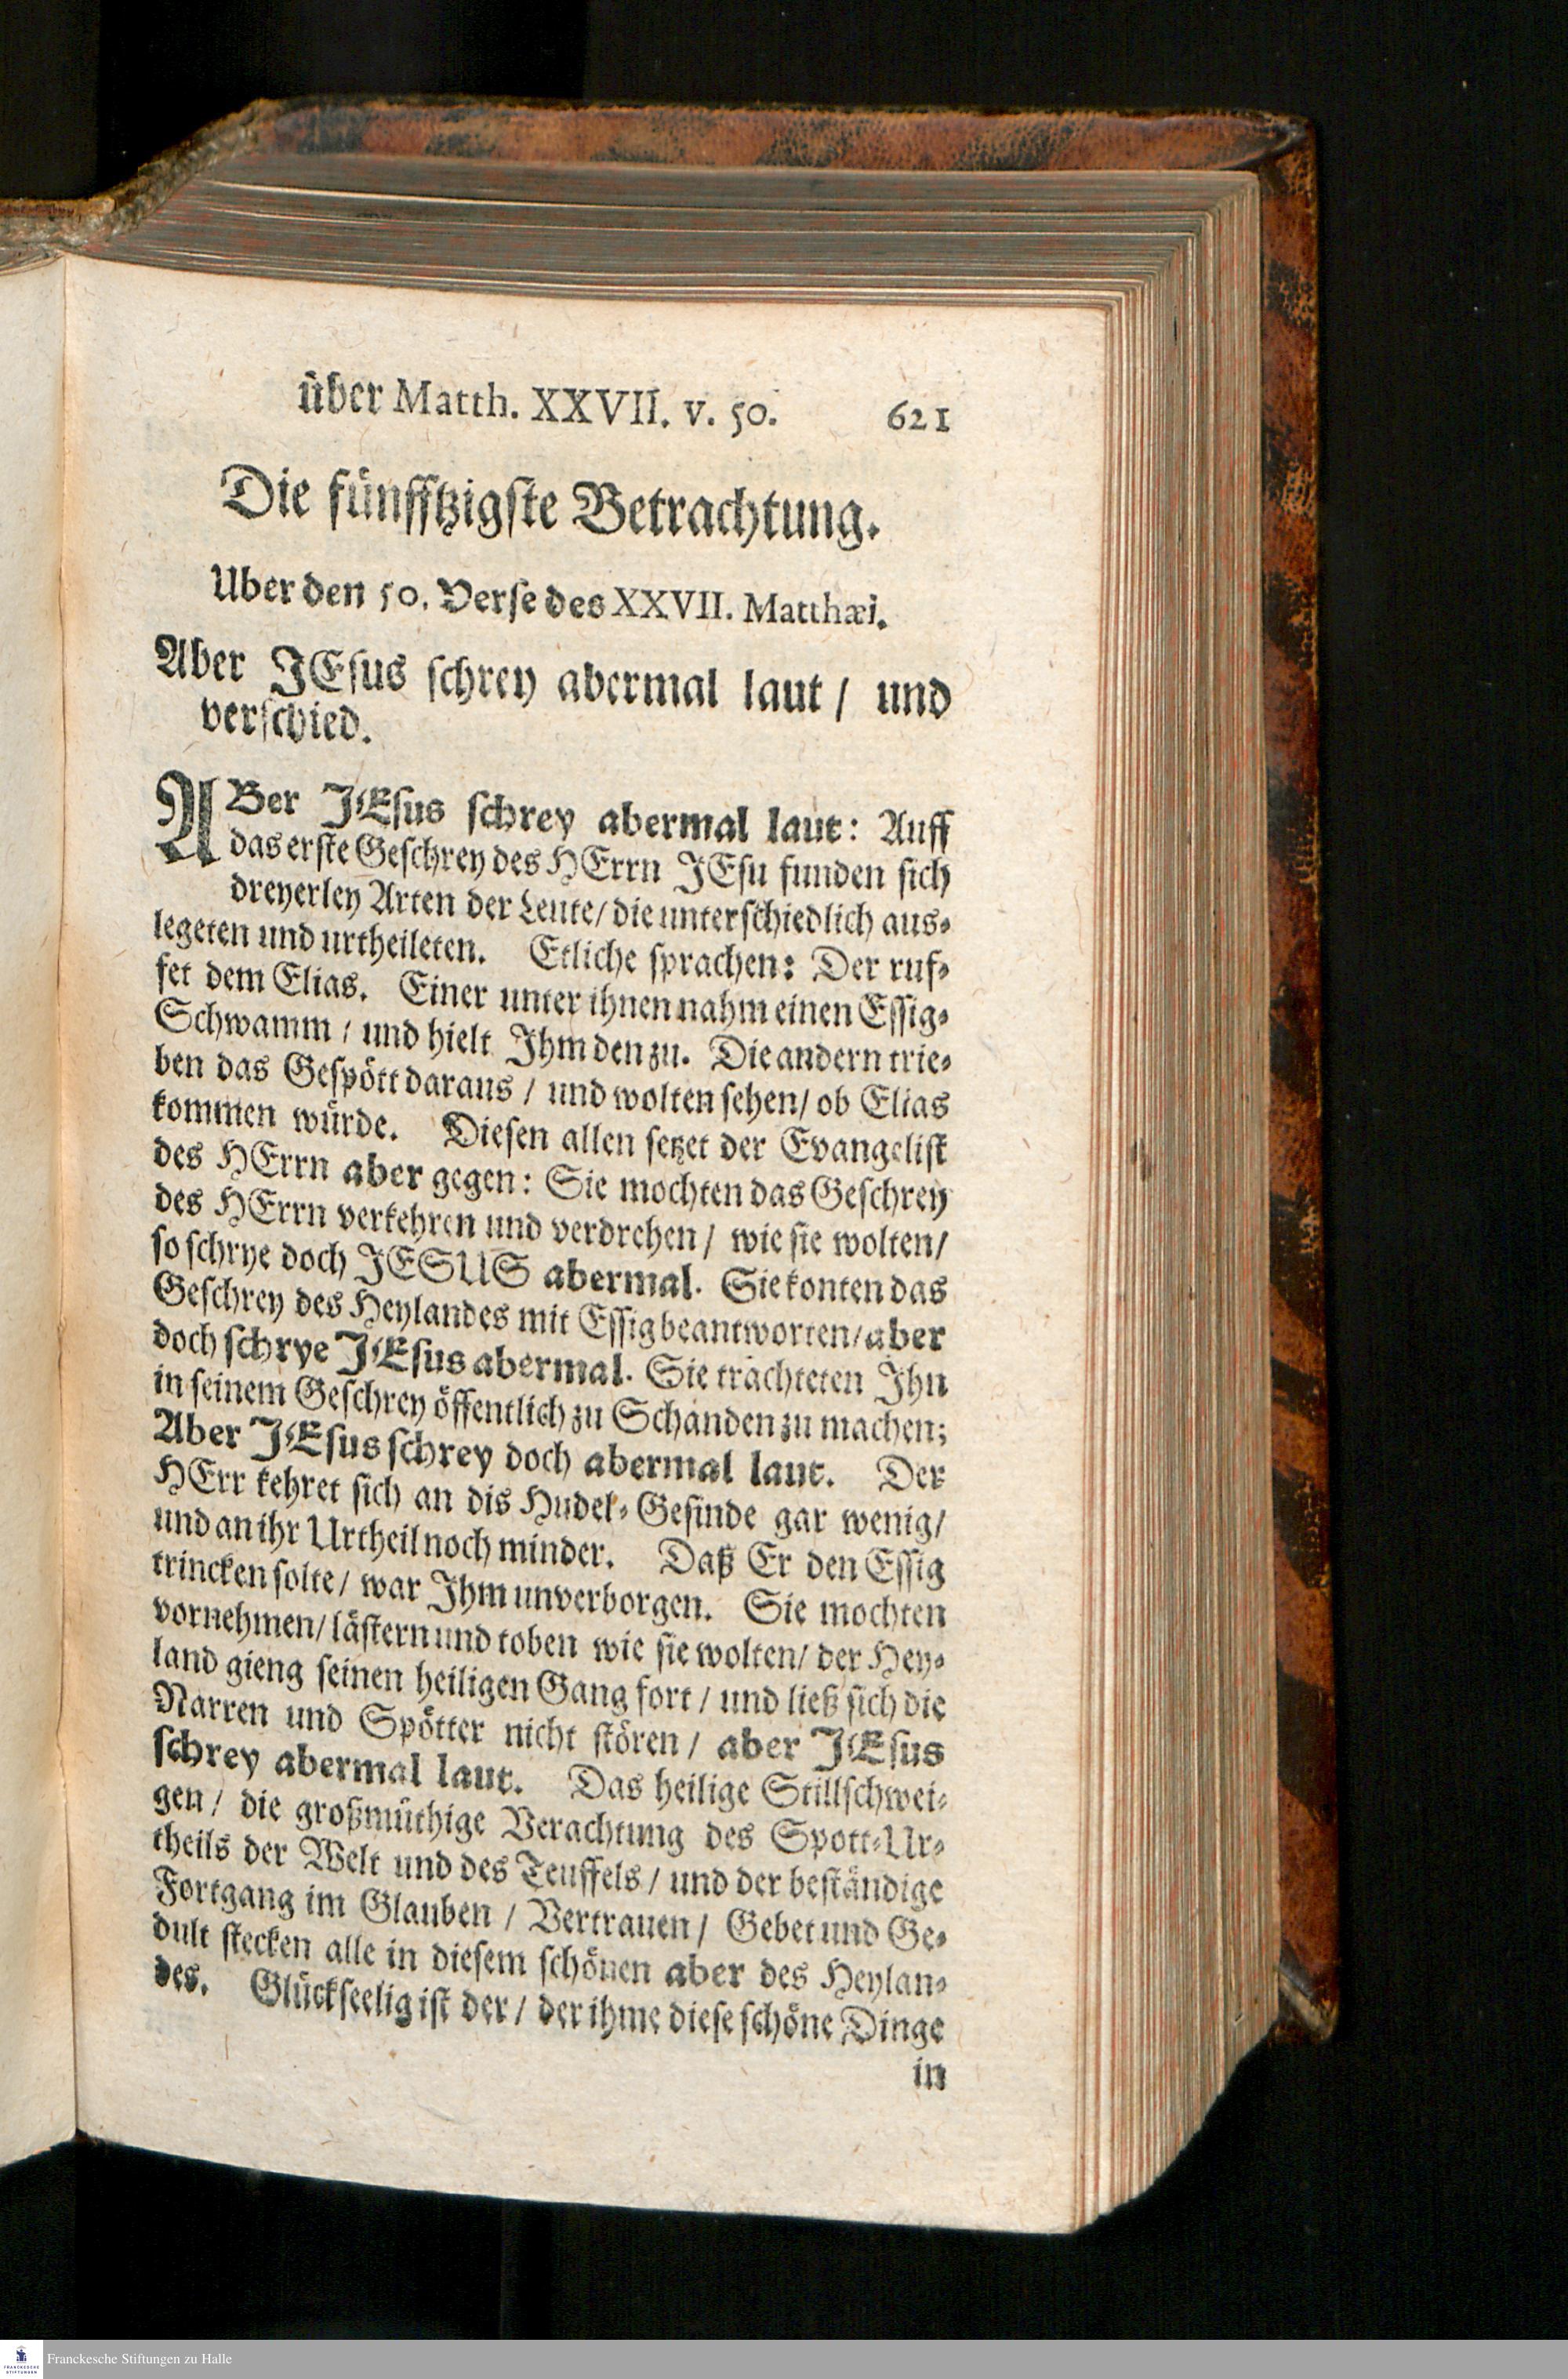 über Matth. XXVII. v. 50. 621
Die fünfftzigste Betrachtung.
Uber den 50. Verse des XXVII. Matthæi.
Aber JEsus schrey abermal laut / und
verschied.
ABer JEsus schrey abermal laut: Auff
das erste Geschrey des HErrn JEsu funden sich
dreyerley Arten der Leute / die unterschiedlich aus-
legeten und urtheileten. Etliche sprachen: Der ruf-
fet dem Elias. Einer unter ihnen nahm einen Essig-
Schwamm / und hielt Ihm den zu. Die andern trie-
ben das Gespött daraus / und wolten sehen / ob Elias
kommen würde. Diesen allen setzet der Evangelist
des HErrn aber gegen: Sie mochten das Geschrey
des HErrn verkehren und verdrehen / wie sie wolten /
so schrye doch JESUS abermal. Sie konten das
Geschrey des Heylandes mit Essig beantworten / aber
doch schrye JEsus abermal. Sie trachteten Ihn
in seinem Geschrey öffentlich zu Schanden zu machen;
Aber JEsus schrey doch abermal laut. Der
HErr kehret sich an dis Hudel-Gesinde gar wenig /
und an ihr Urtheil noch minder. Daß Er den Essig
trincken solte / war Ihm unverborgen. Sie mochten
vornehmen / lästern und toben wie sie wolten / der Hey-
land gieng seinen heiligen Gang fort / und ließ sich die
Narren und Spötter nicht stören / aber JEsus
schrey abermal laut. Das heilige Stillschwei-
gen / die großmüthige Verachtung des Spott-Ur-
theils der Welt und des Teuffels / und der beständige
Fortgang im Glauben / Vertrauen / Gebet und Ge-
dult stecken alle in diesem schönen aber des Heylan-
des. Glückseelig ist der / der ihme diese schöne Dinge
in
FRANCKESCHE STIFTUNGEN
Franckesche Stiftungen zu Halle